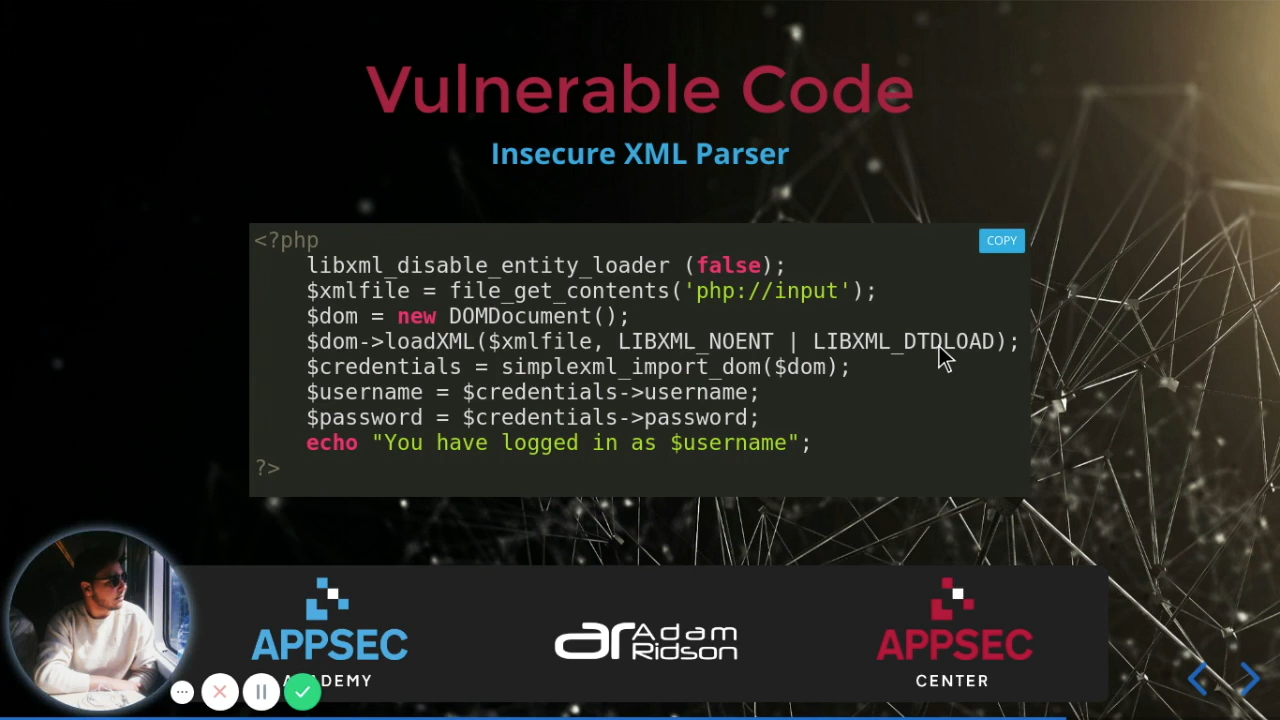 Vulnerable Code
Insecure XML Parser
COPY
<?php
    libxml_disable_entity_loader (false);
    $xmlfile = file_get_contents('php://input');
    $dom = new DOMDocument();
    $dom->loadXML($xmlfile, LIBXML_NOENT | LIBXML_DTDLOAD);
    $credentials = simplexml_import_dom($dom);
    $username = $credentials->username;
    $password = $credentials->password;
    echo "You have logged in as $username";
?>
APPSEC
ACADEMY
ar Adam
Ridson
APPSEC
CENTER